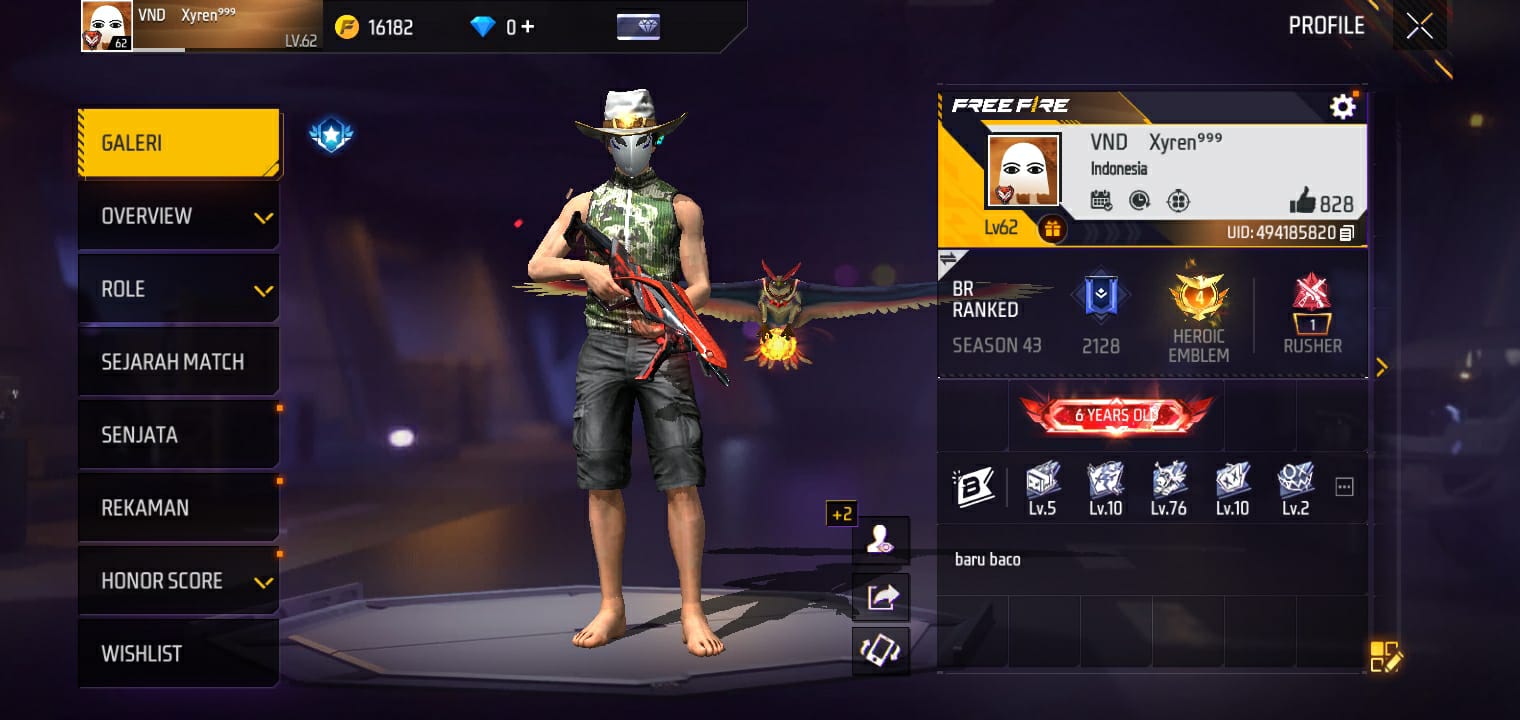 VND Xyren⁹⁹⁹
62
LV.62
16182
0+
PROFILE
GALERI
OVERVIEW
ROLE
SEJARAH MATCH
SENJATA
REKAMAN
HONOR SCORE
WISHLIST
+2
FREE FIRE
VND Xyren⁹⁹⁹
Indonesia
828
Lv62
UID: 494185820
BR
RANKED
SEASON 43
2128
4
HEROIC
EMBLEM
1
RUSHER
6 YEARS OLD
B
Lv.5 Lv.10 Lv.76 Lv.10 Lv.2
baru baco